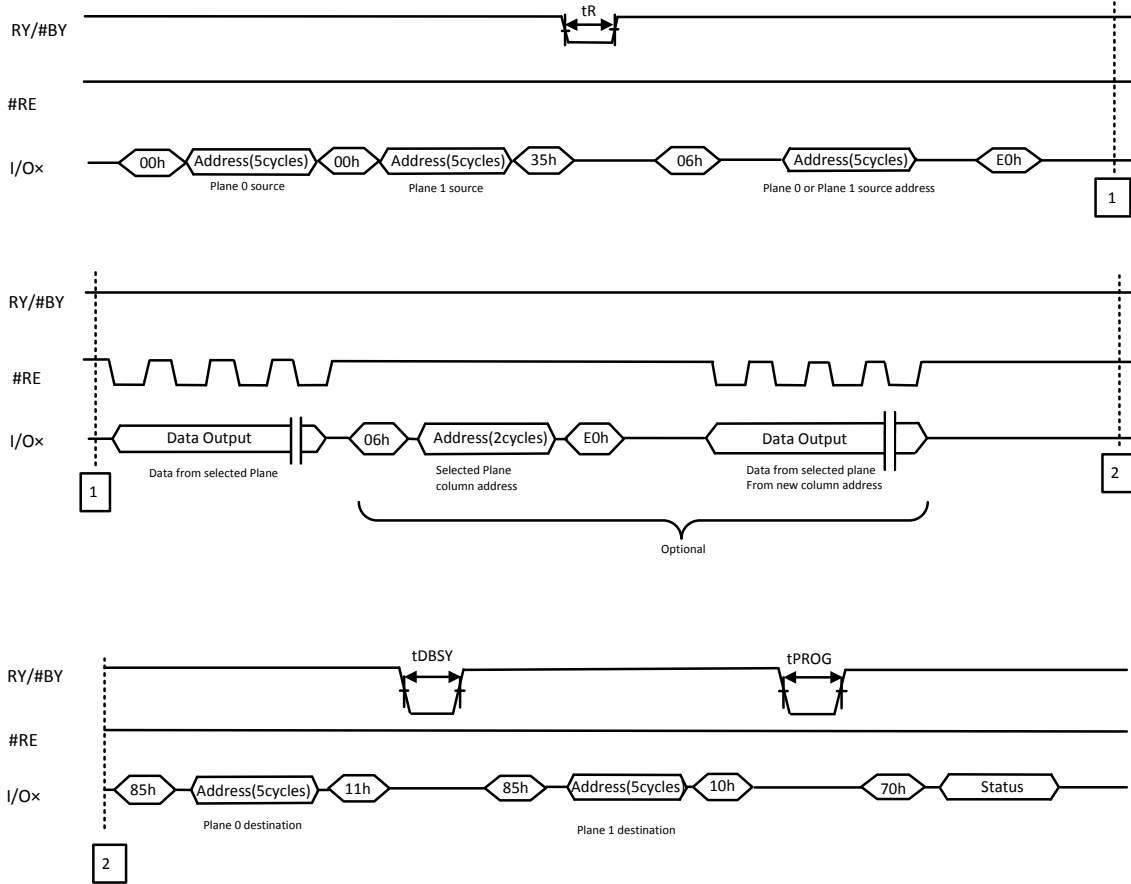 tR
RY/#BY
#RE
I/O×
00h Address(5cycles) 00h Address(5cycles) 35h 06h Address(5cycles) E0h
Plane 0 source Plane 1 source Plane 0 or Plane 1 source address
1
RY/#BY
#RE
I/O×
Data Output 06h Address(2cycles) E0h Data Output
Data from selected Plane Selected Plane Data from selected plane
column address From new column address
1
2
Optional
tDBSY tPROG
RY/#BY
#RE
I/O×
85h Address(5cycles) 11h 85h Address(5cycles) 10h 70h Status
Plane 0 destination Plane 1 destination
2